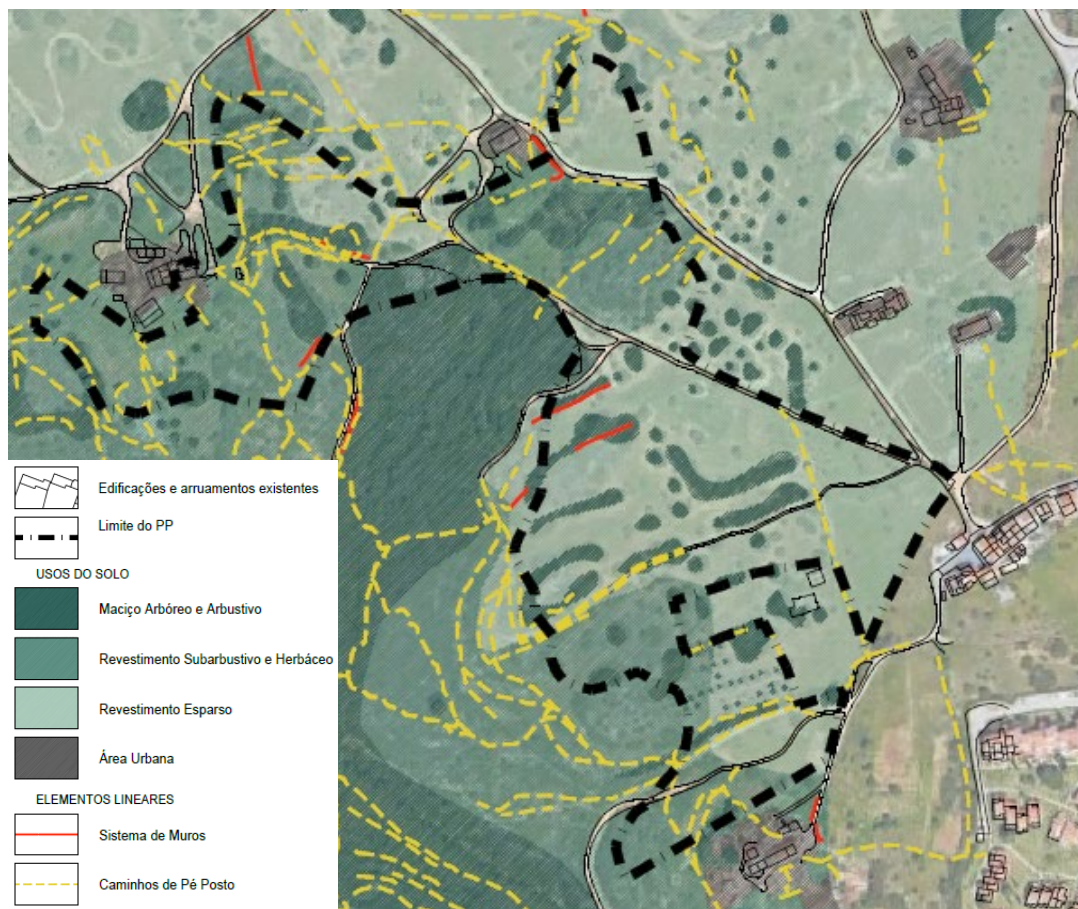 Edificações e arruamentos existentes
Limite do PP
USOS DO SOLO
Maciço Arbóreo e Arbustivo
Revestimento Subarbustivo e Herbáceo
Revestimento Esparso
Área Urbana
ELEMENTOS LINEARES
Sistema de Muros
Caminhos de Pé Posto